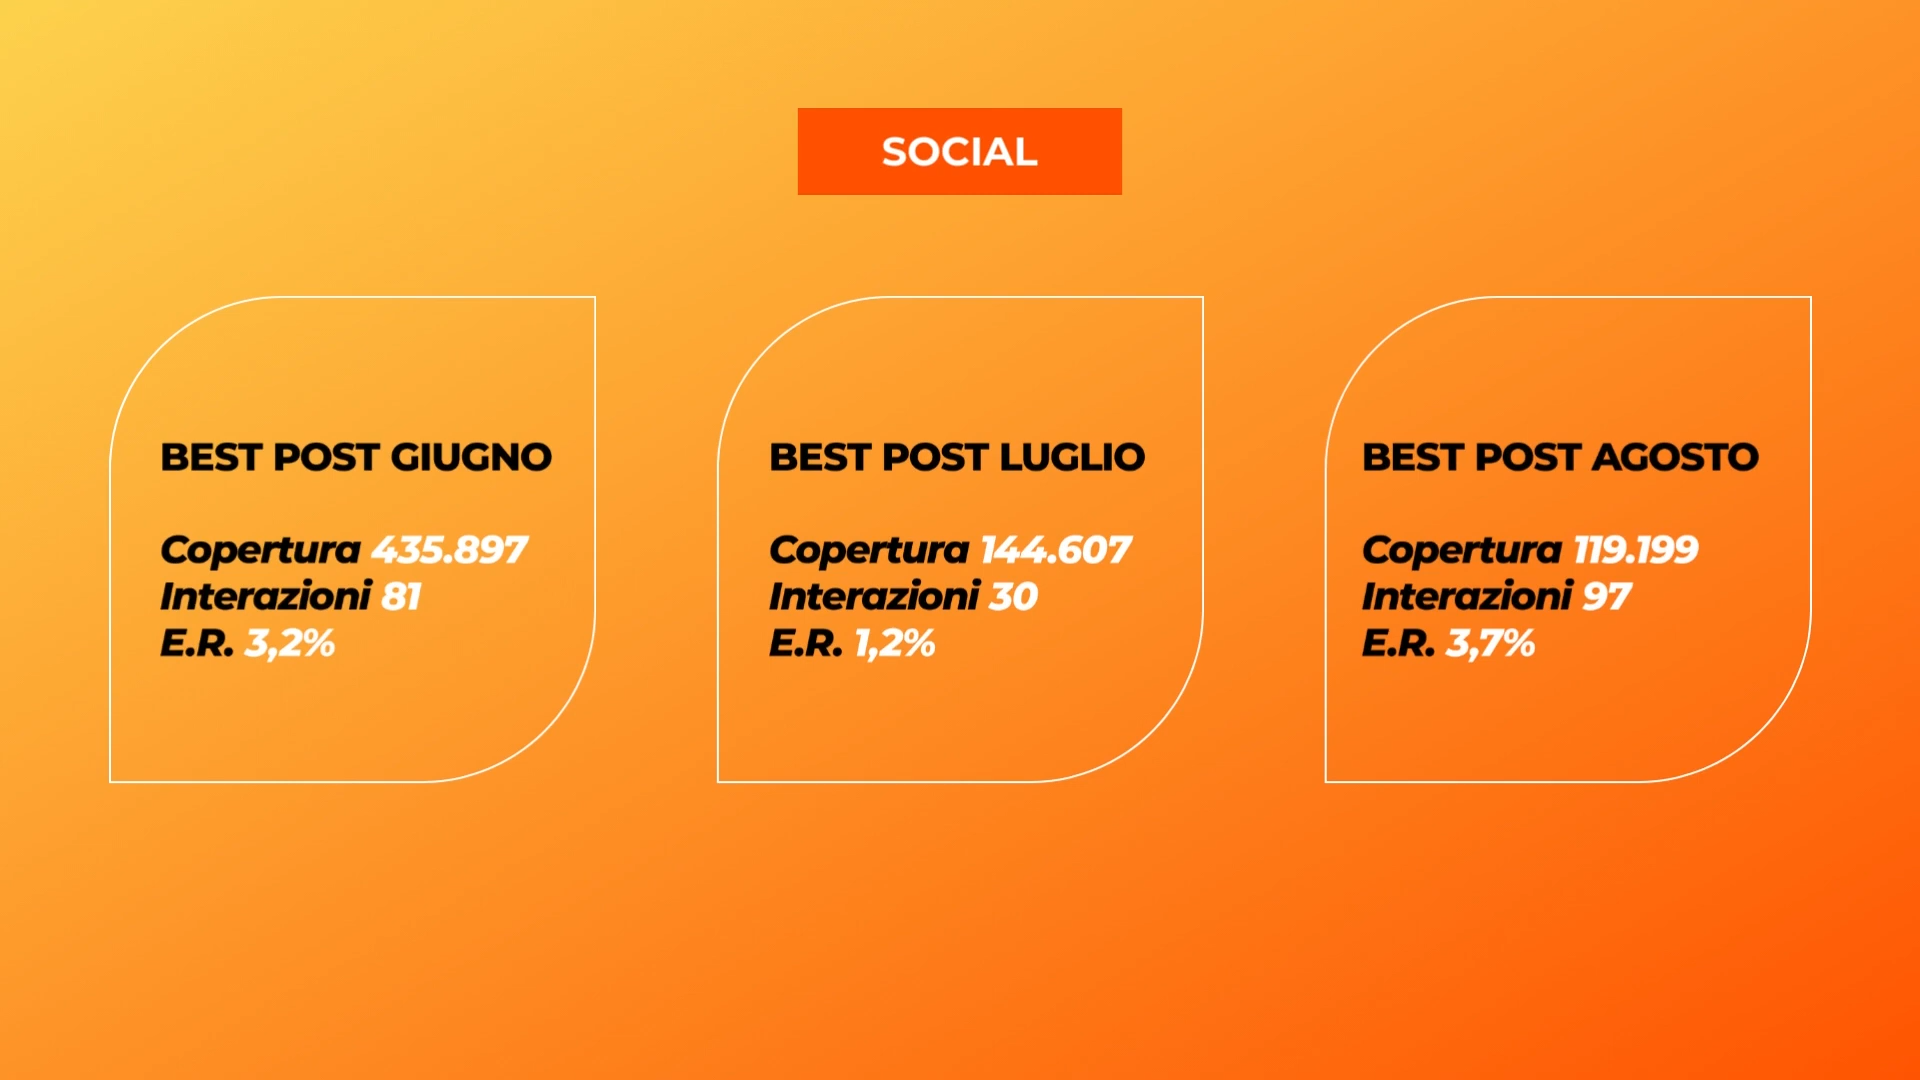 SOCIAL
BEST POST GIUGNO
Copertura 435.897
Interazioni 81
E.R. 3,2%
BEST POST LUGLIO
Copertura 144.607
Interazioni 30
E.R. 1,2%
BEST POST AGOSTO
Copertura 119.199
Interazioni 97
E.R. 3,7%